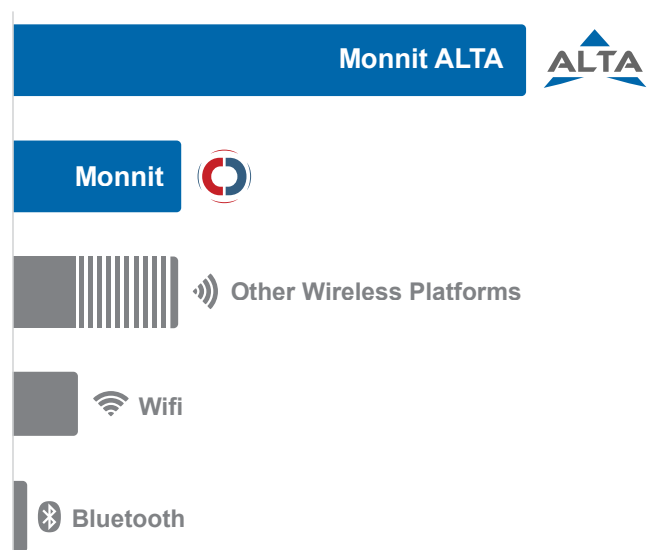 Monnit ALTA
ALTA
Monnit
Other Wireless Platforms
Wifi
Bluetooth